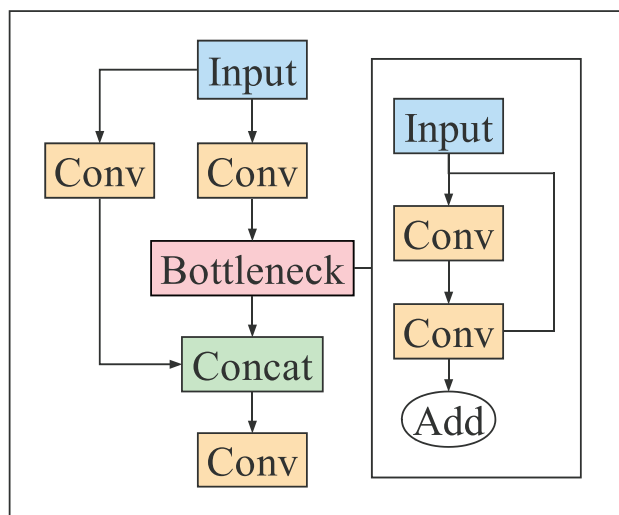 Input
Conv
Conv
Bottleneck
Concat
Conv
Input
Conv
Conv
Add